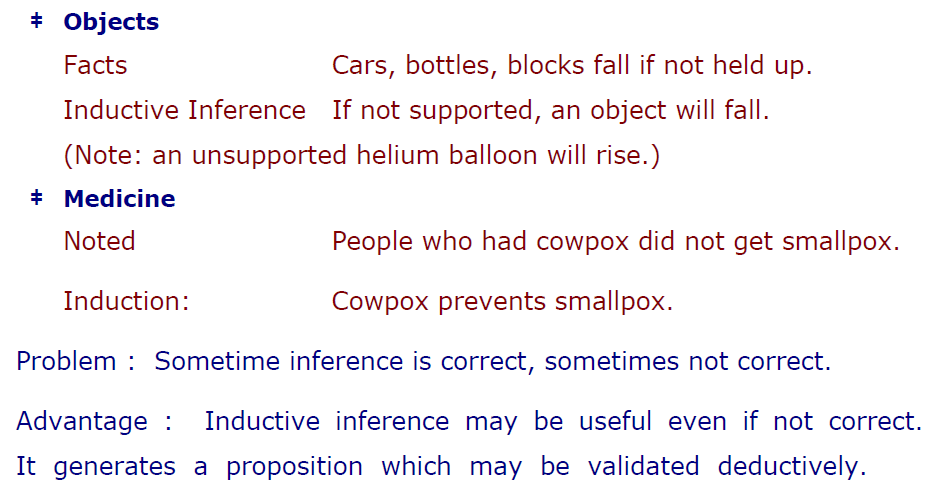 ‡ Objects
Facts Cars, bottles, blocks fall if not held up.
Inductive Inference If not supported, an object will fall.
(Note: an unsupported helium balloon will rise.)
‡ Medicine
Noted People who had cowpox did not get smallpox.
Induction: Cowpox prevents smallpox.
Problem : Sometime inference is correct, sometimes not correct.
Advantage : Inductive inference may be useful even if not correct.
It generates a proposition which may be validated deductively.